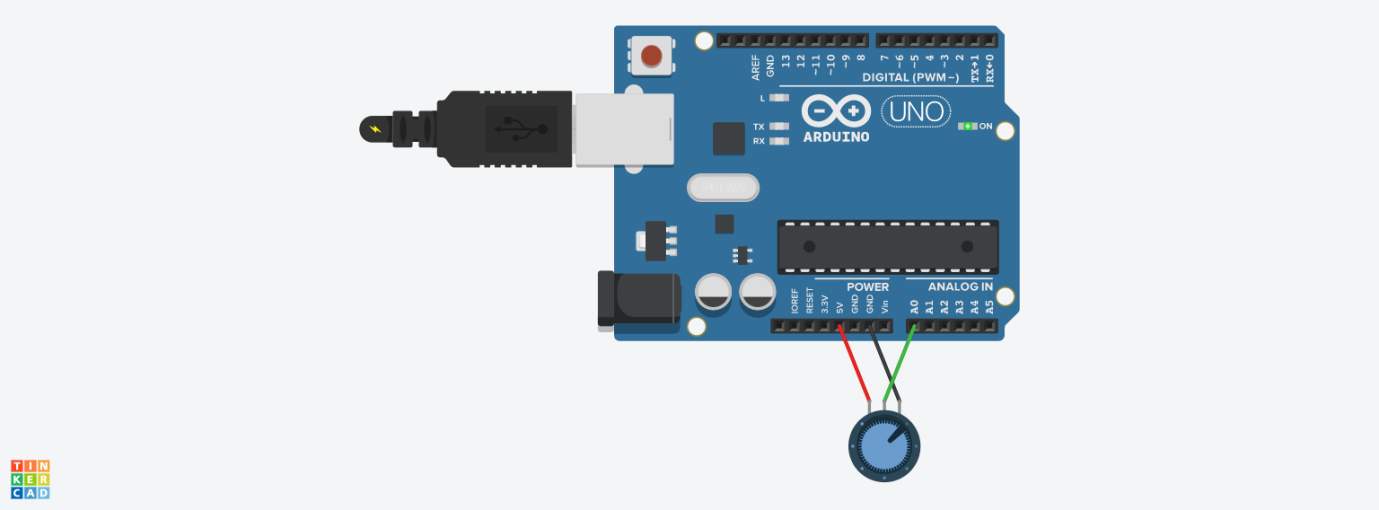 AREF
GND
13
12
~11
~10
~9
8
7
~6
~5
4
~3
2
TX→1
RX←0
DIGITAL (PWM~)
L
TX
RX
ARDUINO
UNO
ON
POWER
ANALOG IN
IOREF
RESET
3.3V
5V
GND
GND
Vin
A0
A1
A2
A3
A4
A5
TIN
KER
CAD